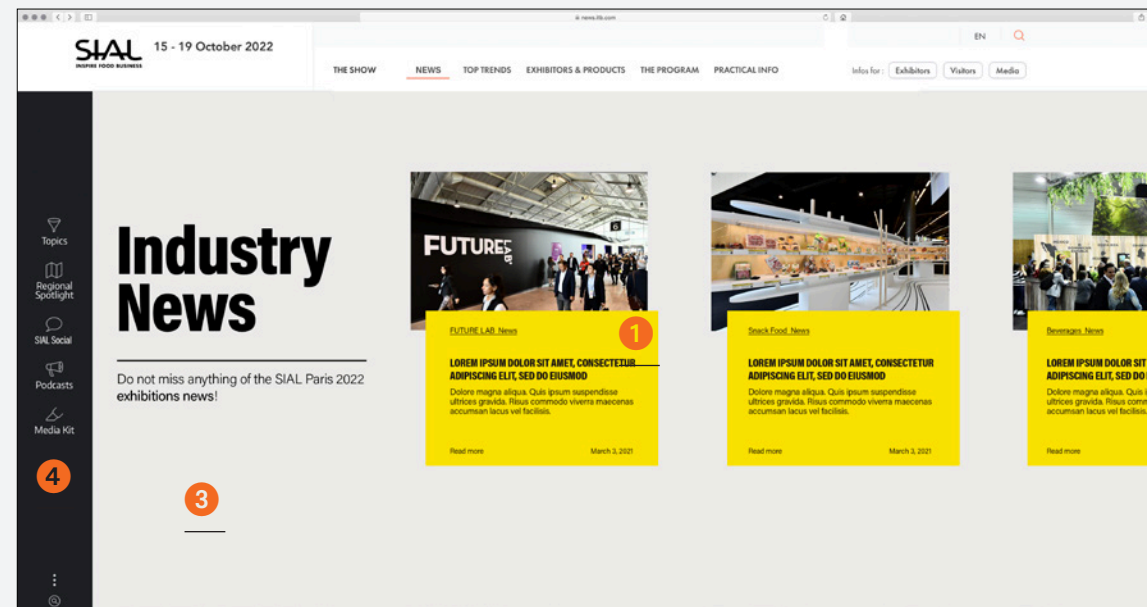 news.itb.com
SIAL
INSPIRE FOOD BUSINESS
15 - 19 October 2022
EN
THE SHOW
NEWS
TOP TRENDS
EXHIBITORS & PRODUCTS
THE PROGRAM
PRACTICAL INFO
Infos for :
Exhibitors
Visitors
Media
Topics
Regional
Spotlight
SIAL Social
Podcasts
Media Kit
4
Industry
News
Do not miss anything of the SIAL Paris 2022
exhibitions news!
3
FUTURE LAB
1
FUTURE LAB News
LOREM IPSUM DOLOR SIT AMET, CONSECTETUR
ADIPISCING ELIT, SED DO EIUSMOD
Dolore magna aliqua. Quis ipsum suspendisse
ultrices gravida. Risus commodo viverra maecenas
accumsan lacus vel facilisis.
Read more
March 3, 2021
Snack Food News
LOREM IPSUM DOLOR SIT AMET, CONSECTETUR
ADIPISCING ELIT, SED DO EIUSMOD
Dolore magna aliqua. Quis ipsum suspendisse
ultrices gravida. Risus commodo viverra maecenas
accumsan lacus vel facilisis.
Read more
March 3, 2021
Beverages News
LOREM IPSUM DOLOR SIT
ADIPISCING ELIT, SED DO
Dolore magna aliqua. Quis
ultrices gravida. Risus
accumsan lacus vel facilisis.
Read more